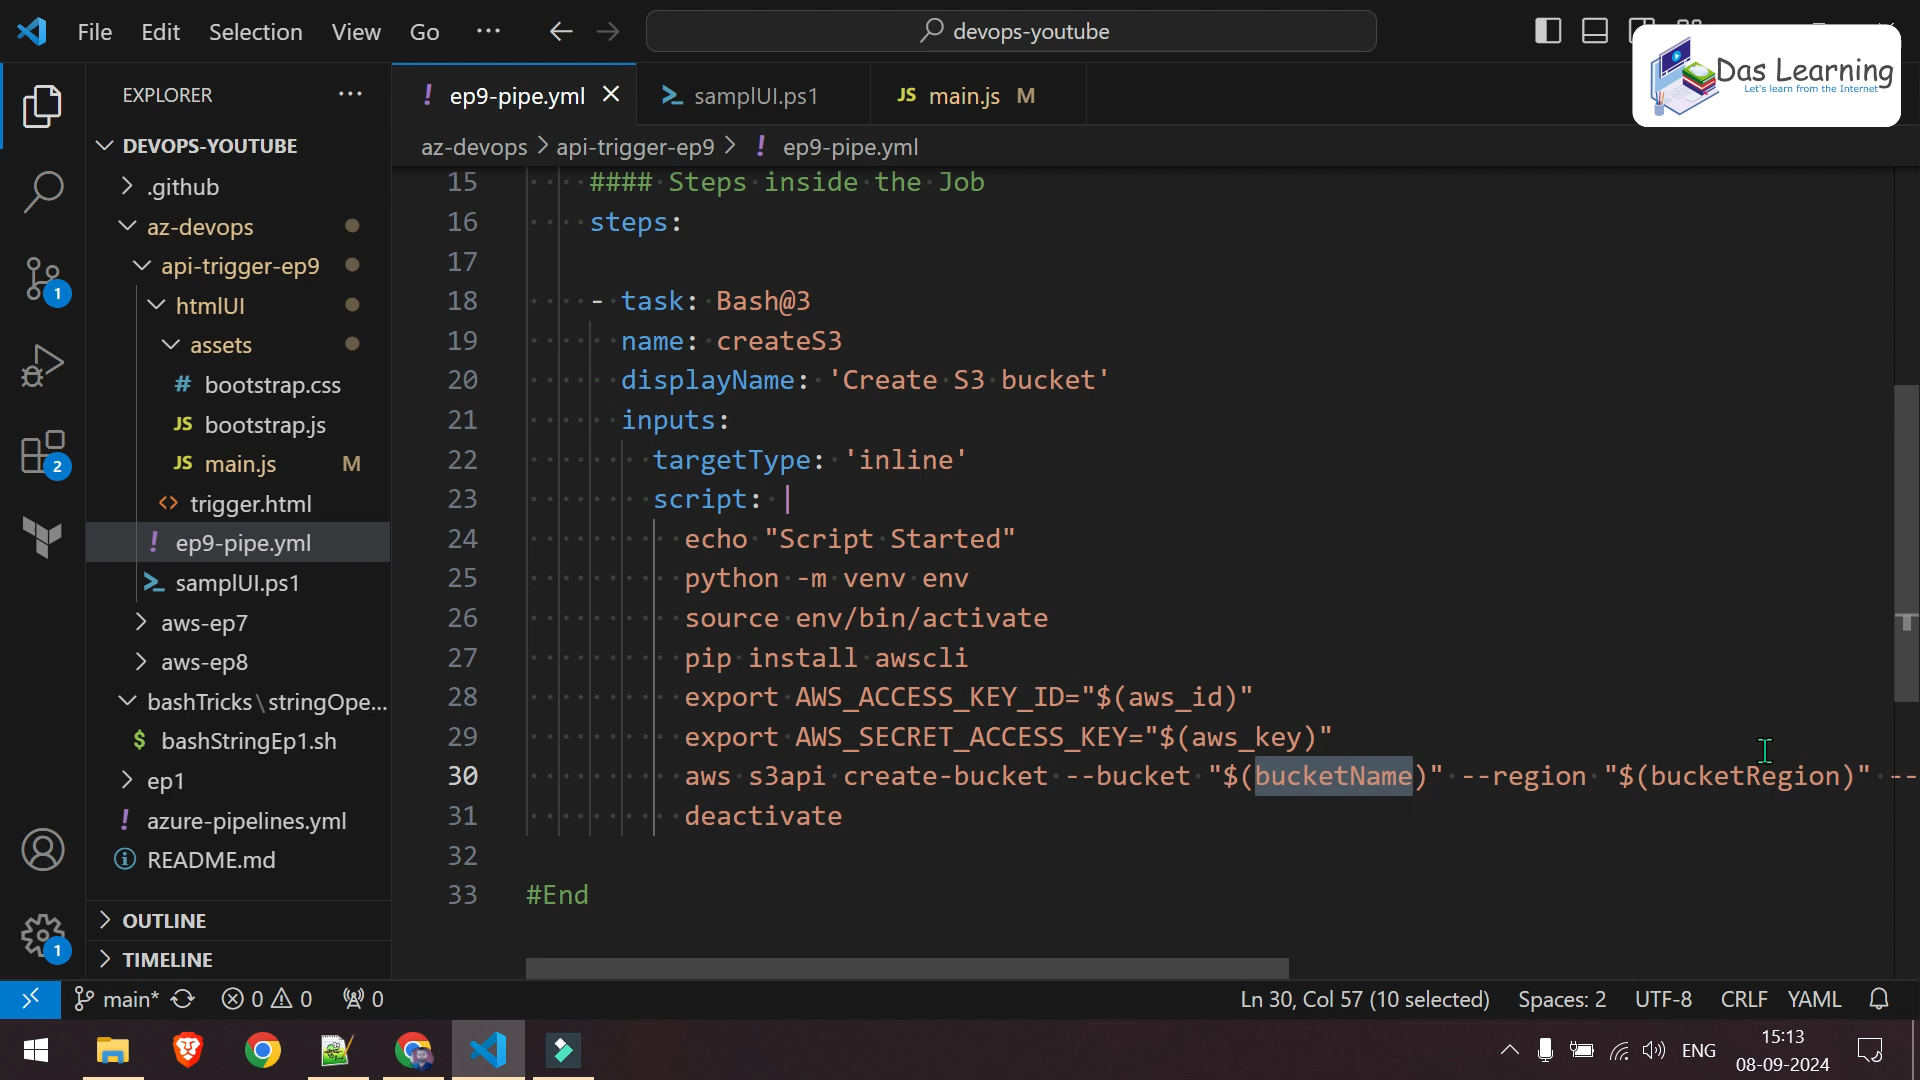 File Edit Selection View Go ··· devops-youtube
Das Learning
Let's learn from the Internet
EXPLORER ···
ep9-pipe.yml samplUI.ps1 JS main.js M
az-devops > api-trigger-ep9 > ! ep9-pipe.yml
DEVOPS-YOUTUBE
.github
az-devops
api-trigger-ep9
htmlUI
assets
# bootstrap.css
JS bootstrap.js
JS main.js M
<> trigger.html
! ep9-pipe.yml
samplUI.ps1
aws-ep7
aws-ep8
bashTricks\stringOpe...
$ bashStringEp1.sh
ep1
! azure-pipelines.yml
README.md
OUTLINE
TIMELINE
1
2
1
15 #### Steps inside the Job
16 steps:
17
18 - task: Bash@3
19 name: createS3
20 displayName: 'Create S3 bucket'
21 inputs:
22 targetType: 'inline'
23 script: |
24 echo "Script Started"
25 python -m venv env
26 source env/bin/activate
27 pip install awscli
28 export AWS_ACCESS_KEY_ID="$(aws_id)"
29 export AWS_SECRET_ACCESS_KEY="$(aws_key)"
30 aws s3api create-bucket --bucket "$(bucketName)" --region "$(bucketRegion)" --
31 deactivate
32
33 #End
main* 0 0 0 Ln 30, Col 57 (10 selected) Spaces: 2 UTF-8 CRLF YAML
ENG
15:13
08-09-2024